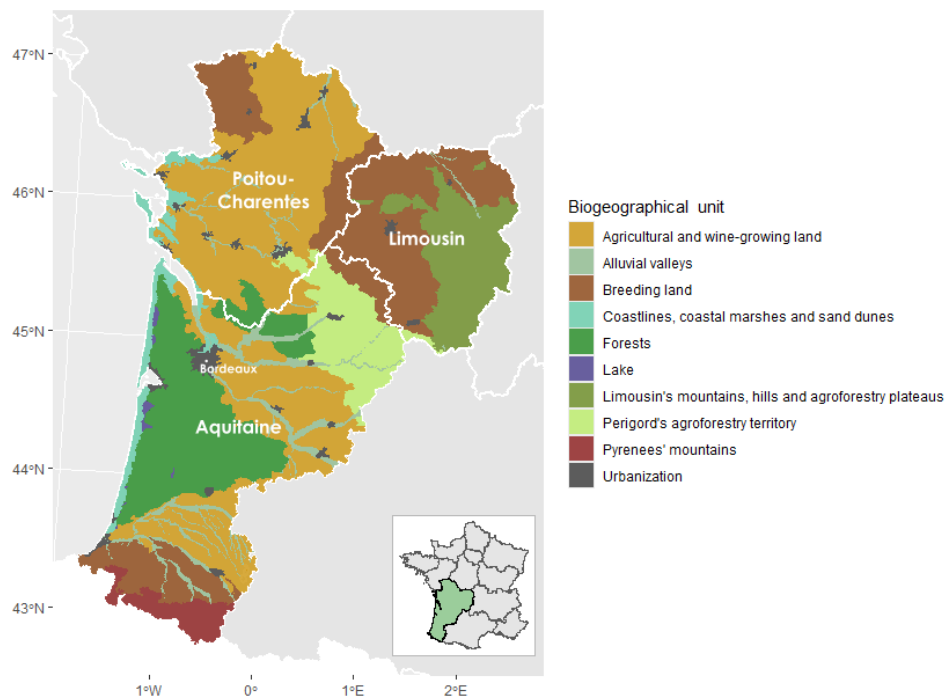 47°N
46°N
45°N
44°N
43°N
1°W
0°
1°E
2°E
Poitou-
Charentes
Limousin
Bordeaux
Aquitaine
Biogeographical unit
Agricultural and wine-growing land
Alluvial valleys
Breeding land
Coastlines, coastal marshes and sand dunes
Forests
Lake
Limousin's mountains, hills and agroforestry plateaus
Perigord's agroforestry territory
Pyrenees' mountains
Urbanization